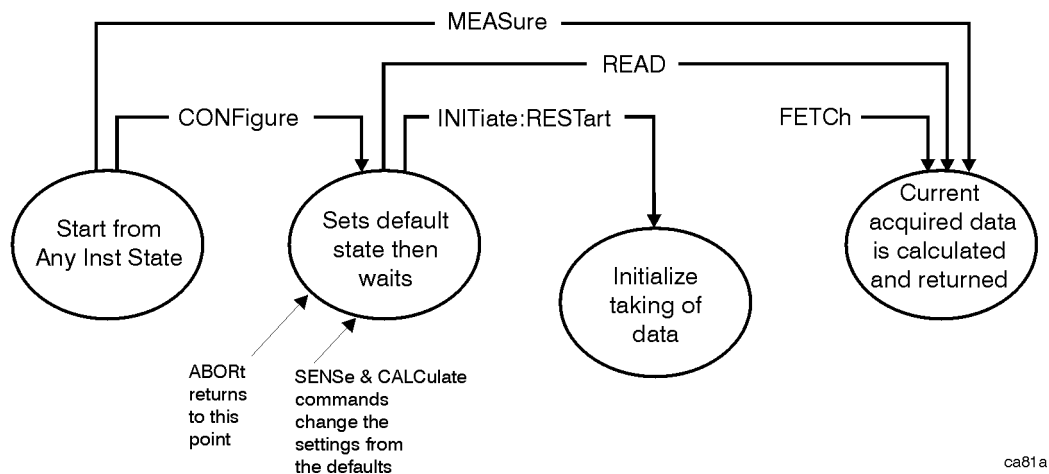 MEASure
READ
CONFigure
INITiate:RESTart
FETCh
Start from
Any Inst State
Sets default
state then
waits
Initialize
taking of
data
Current
acquired data
is calculated
and returned
ABORt
returns
to this
point
SENSe & CALCulate
commands
change the
settings from
the defaults
ca81a